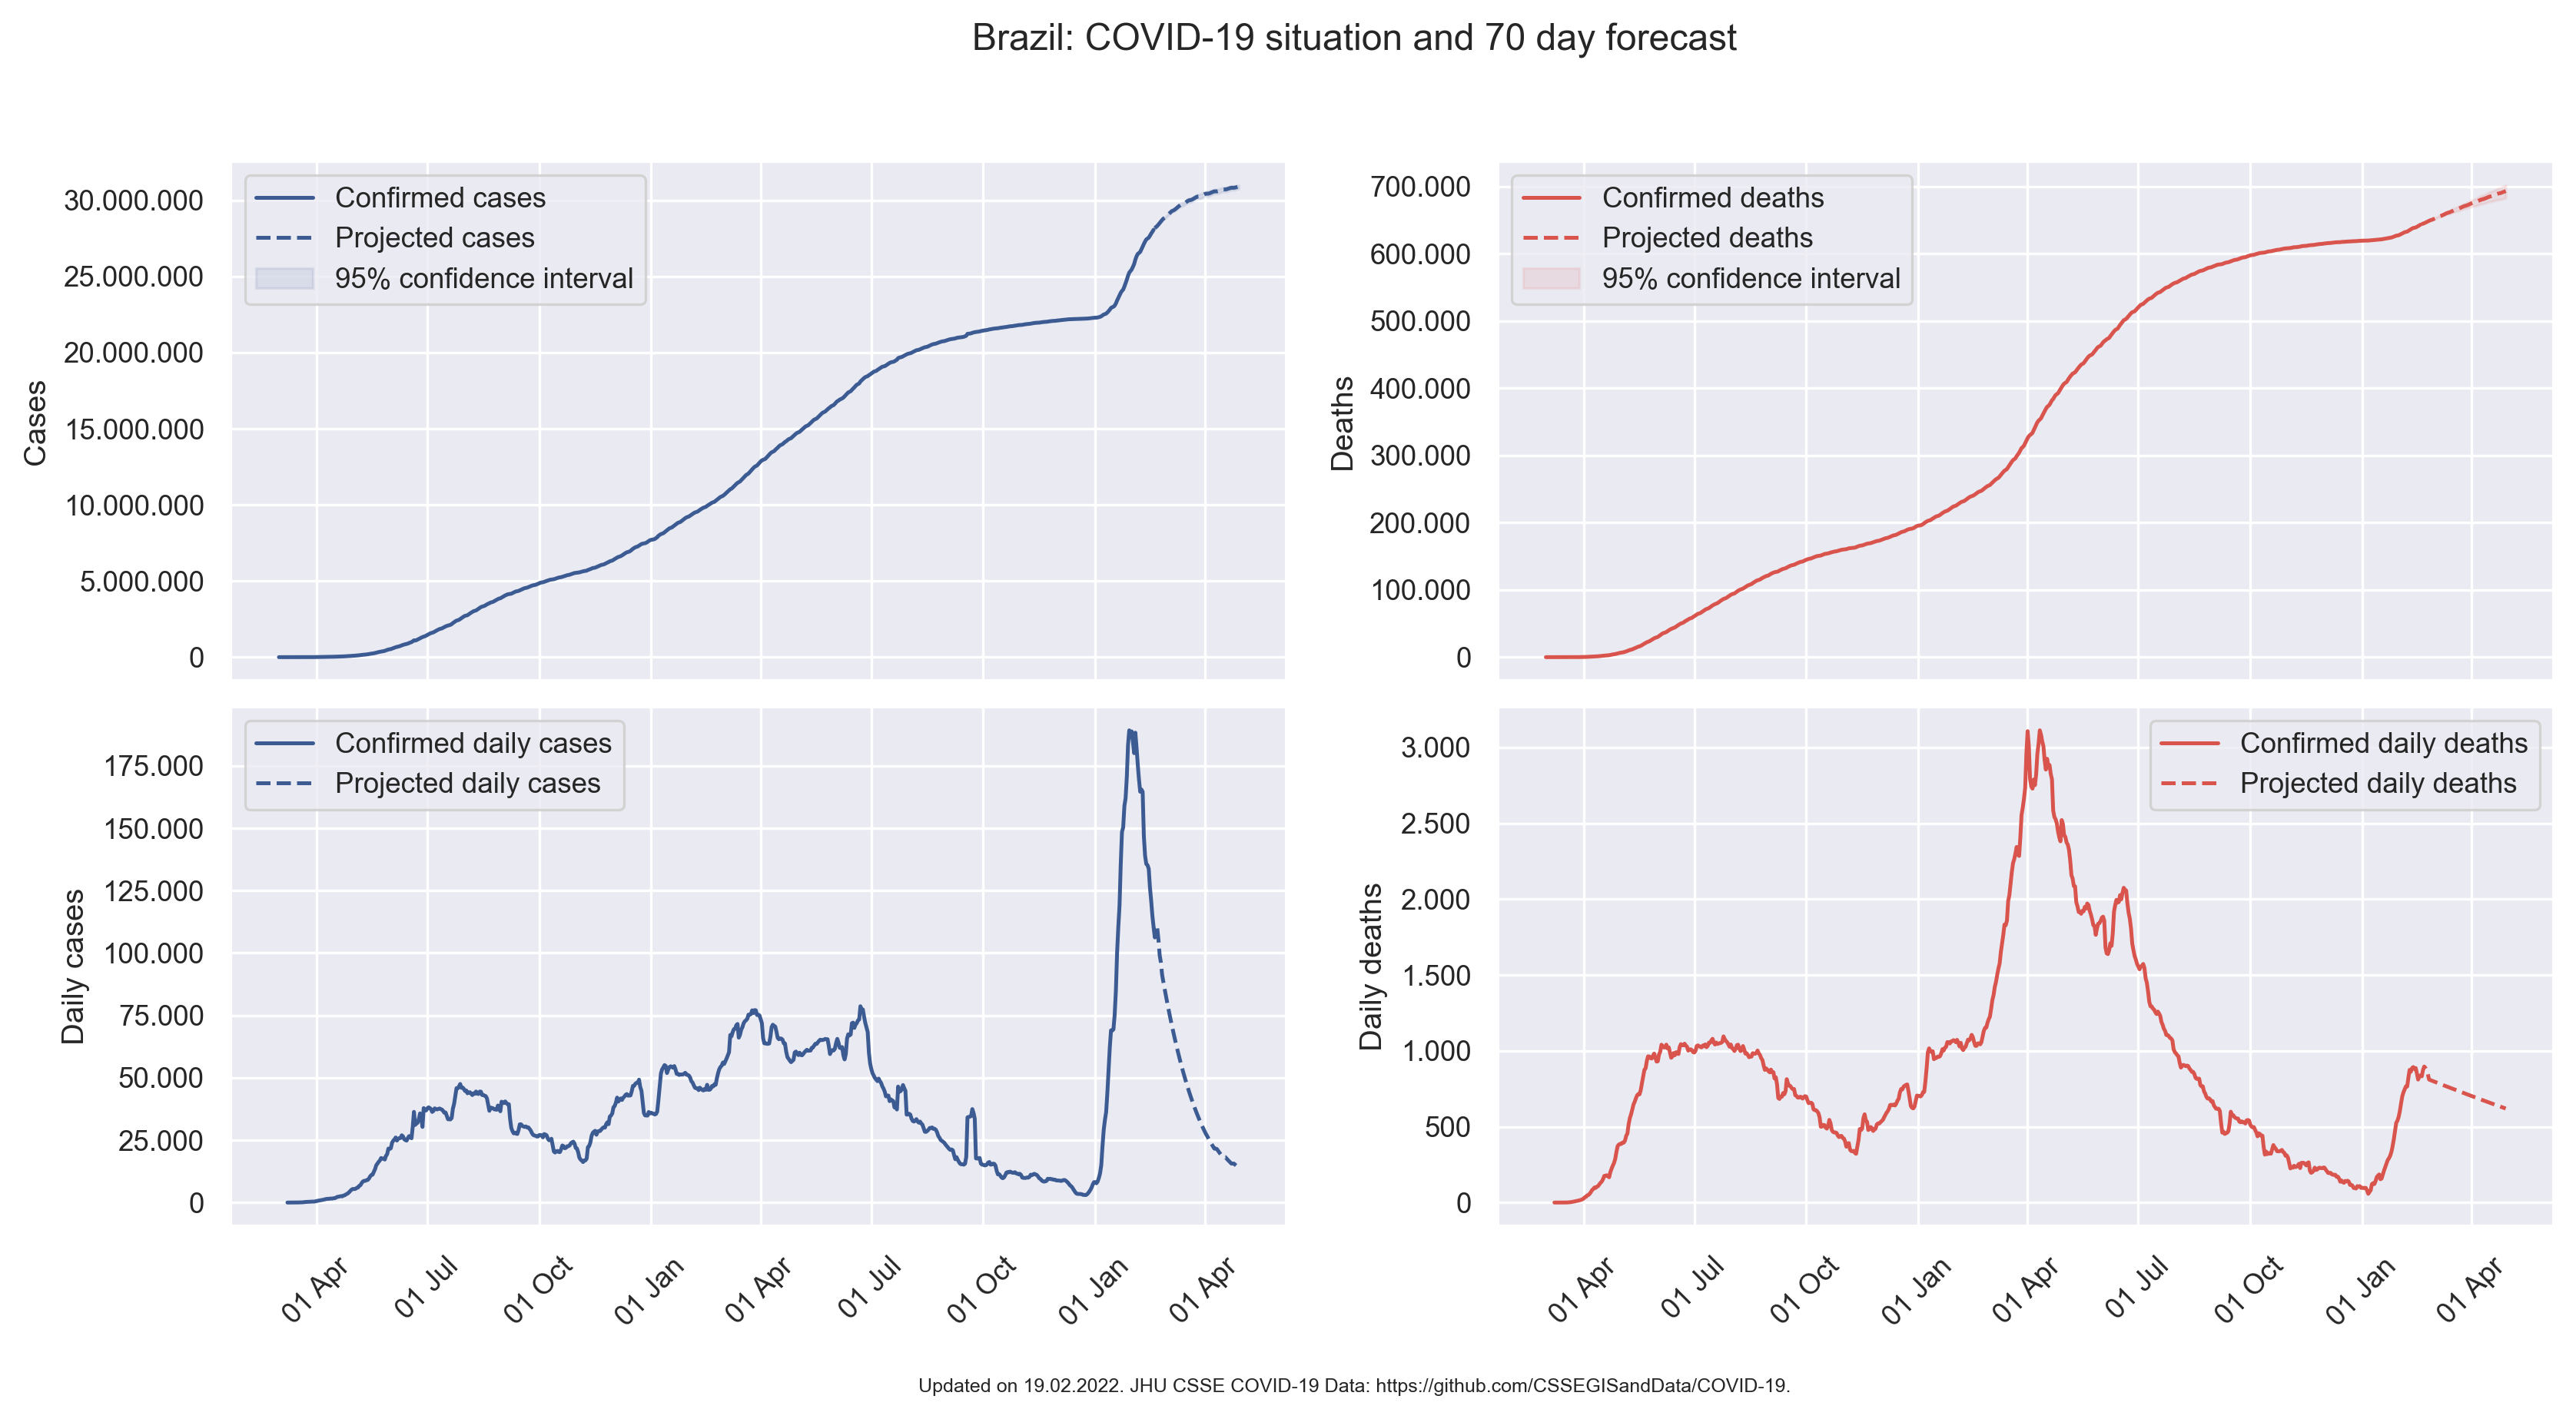 Brazil: COVID-19 situation and 70 day forecast
Confirmed cases
Projected cases
95% confidence interval
30.000.000
25.000.000
20.000.000
15.000.000
10.000.000
5.000.000
0
Cases
Confirmed deaths
Projected deaths
95% confidence interval
700.000
600.000
500.000
400.000
300.000
200.000
100.000
0
Deaths
Confirmed daily cases
Projected daily cases
175.000
150.000
125.000
100.000
75.000
50.000
25.000
0
Daily cases
01 Apr
01 Jul
01 Oct
01 Jan
01 Apr
01 Jul
01 Oct
01 Jan
01 Apr
Confirmed daily deaths
Projected daily deaths
3.000
2.500
2.000
1.500
1.000
500
0
Daily deaths
01 Apr
01 Jul
01 Oct
01 Jan
01 Apr
01 Jul
01 Oct
01 Jan
01 Apr
Updated on 19.02.2022. JHU CSSE COVID-19 Data: https://github.com/CSSEGISandData/COVID-19.